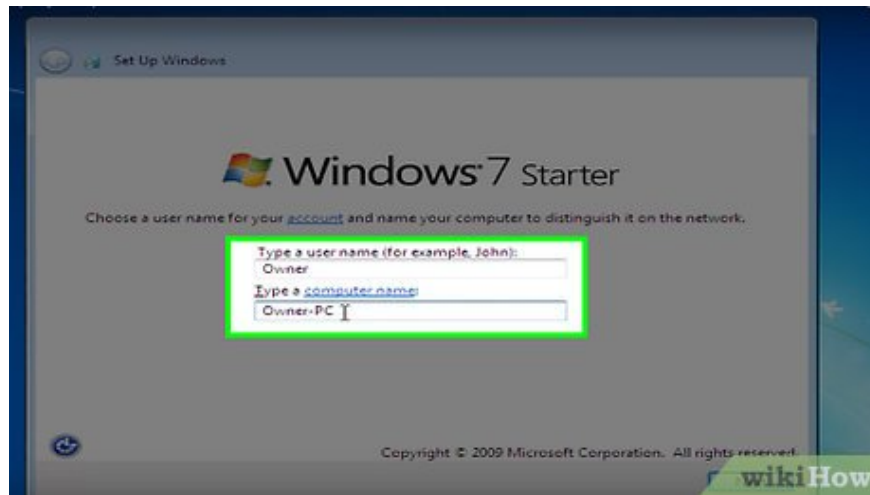 Set Up Windows
Windows 7 Starter
Choose a user name for your account and name your computer to distinguish it on the network.
Type a user name (for example, John):
Owner
Type a computer name:
Owner-PC
Copyright © 2009 Microsoft Corporation. All rights reserved.
wikiHow